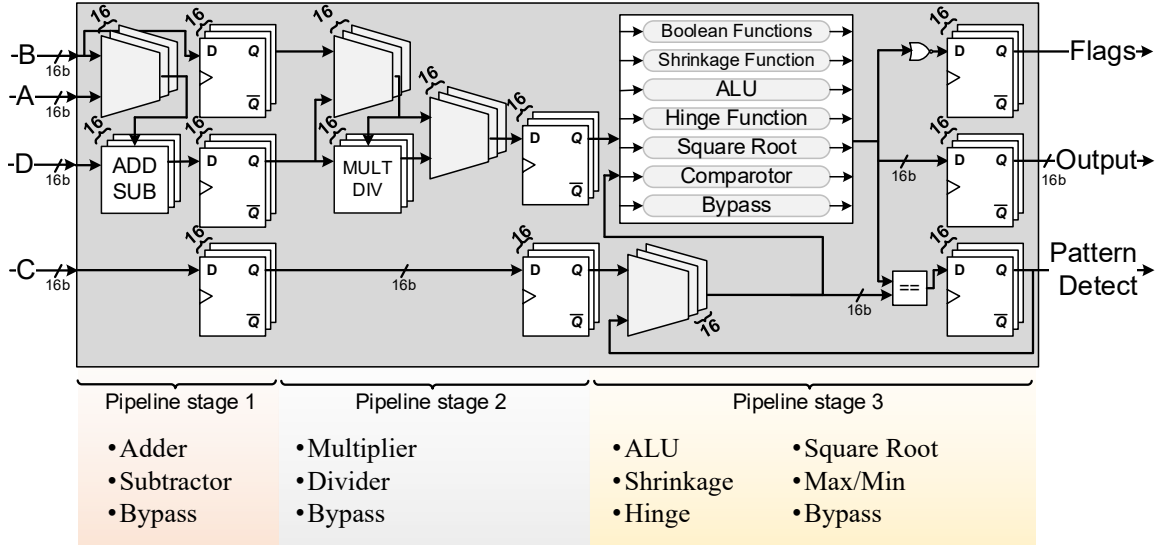 16 16 16
-B D Q Boolean Functions D Q Flags
16b
16 Shrinkage Function
-A Q 16 Q
16b ALU
16 16 16 Hinge Function 16
-D ADD D Q MULT D Q Square Root D Q Output
16b SUB DIV 16b 16b
Q Q Comparotor Q
Bypass
16 16 16
-C D Q D Q D Q Pattern
16b 16b == Detect
16b
Q Q 16 Q
Pipeline stage 1 Pipeline stage 2 Pipeline stage 3
•Adder •Multiplier •ALU •Square Root
•Subtractor •Divider •Shrinkage •Max/Min
•Bypass •Bypass •Hinge •Bypass